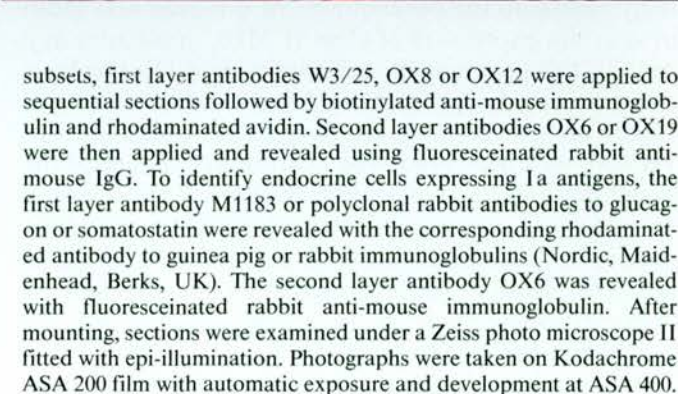 subsets, first layer antibodies W3/25, OX8 or OX12 were applied to
sequential sections followed by biotinylated anti-mouse immunoglob-
ulin and rhodaminated avidin. Second layer antibodies OX6 or OX19
were then applied and revealed using fluoresceinated rabbit anti-
mouse IgG. To identify endocrine cells expressing Ia antigens, the
first layer antibody M1183 or polyclonal rabbit antibodies to glucag-
on or somatostatin were revealed with the corresponding rhodaminat-
ed antibody to guinea pig or rabbit immunoglobulins (Nordic, Maid-
enhead, Berks, UK). The second layer antibody OX6 was revealed
with fluoresceinated rabbit anti-mouse immunoglobulin. After
mounting, sections were examined under a Zeiss photo microscope II
fitted with epi-illumination. Photographs were taken on Kodachrome
ASA 200 film with automatic exposure and development at ASA 400.